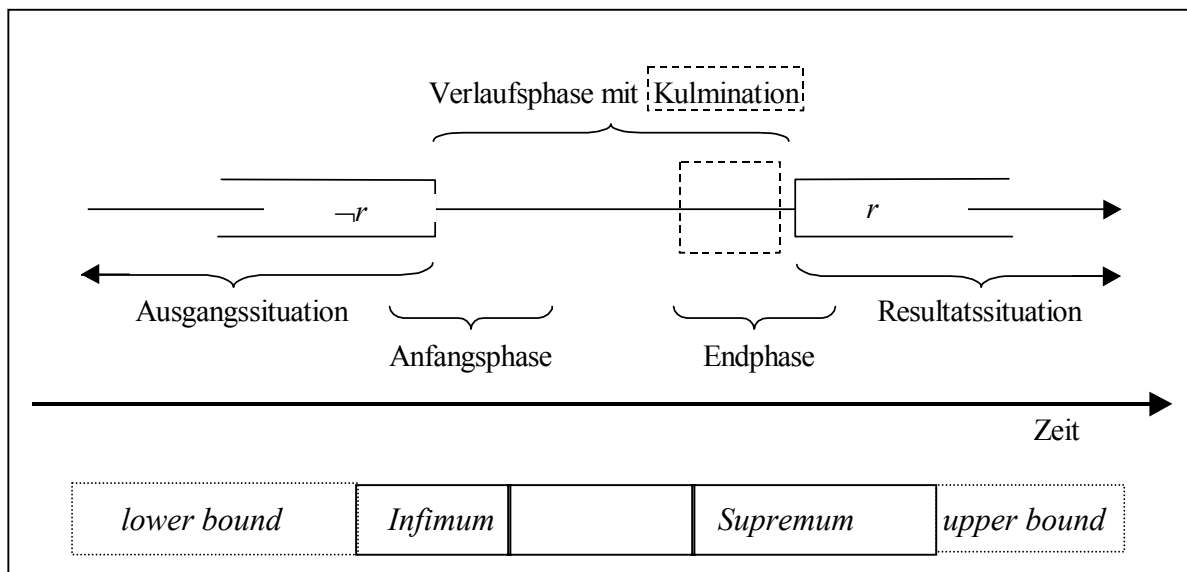 Verlaufsphase mit Kulmination
¬r r
Ausgangssituation Resultatssituation
Anfangsphase Endphase
Zeit
lower bound Infimum Supremum upper bound